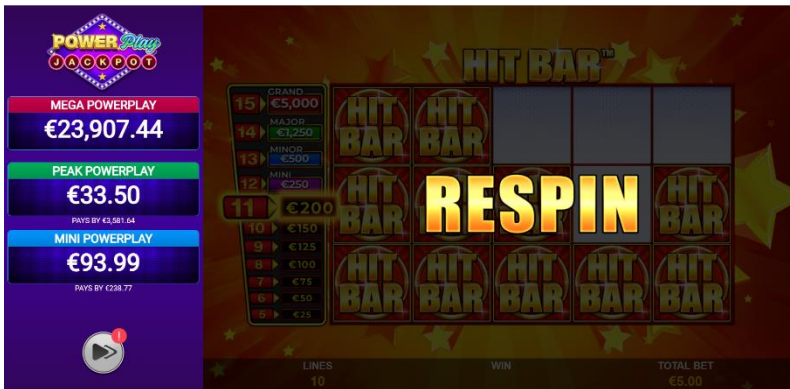 POWER Play
JACKPOT
MEGA POWERPLAY
€23,907.44
PEAK POWERPLAY
€33.50
PAYS BY €3,581.64
MINI POWERPLAY
€93.99
PAYS BY €238.77
!
HIT BAR™
GRAND
15 €5,000
MAJOR
14 €1,250
MINOR
13 €500
MINI
12 €250
11 €200
10 €150
9 €125
8 €100
7 €75
6 €50
5 €25
HIT BAR HIT BAR
HIT BAR HIT BAR
RESPIN
HIT BAR HIT BAR HIT BAR HIT BAR HIT BAR
LINES
10
WIN
TOTAL BET
€5.00